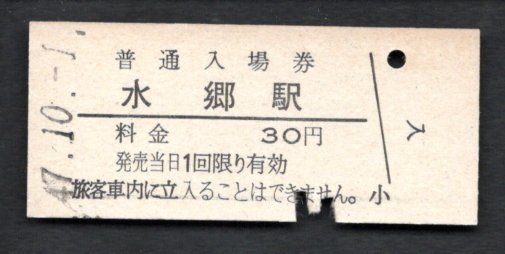 47.10.-1.
普通入場券
水郷駅
料金 30円
発売当日1回限り有効
旅客車内に立入ることはできません。
小
入